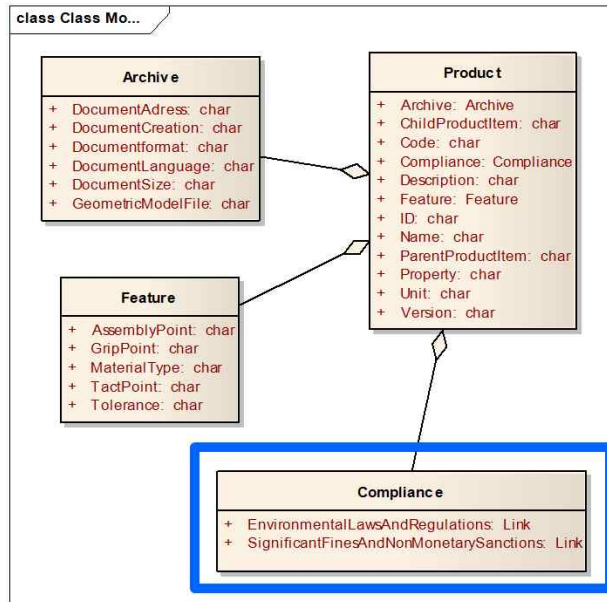 class Class Mo...
Archive
+ DocumentAdress: char
+ DocumentCreation: char
+ Documentformat: char
+ DocumentLanguage: char
+ DocumentSize: char
+ GeometricModelFile: char
Product
+ Archive: Archive
+ ChildProductItem: char
+ Code: char
+ Compliance: Compliance
+ Description: char
+ Feature: Feature
+ ID: char
+ Name: char
+ ParentProductItem: char
+ Property: char
+ Unit: char
+ Version: char
Feature
+ AssemblyPoint: char
+ GripPoint: char
+ MaterialType: char
+ TactPoint: char
+ Tolerance: char
Compliance
+ EnvironmentalLawsAndRegulations: Link
+ SignificantFinesAndNonMonetarySanctions: Link